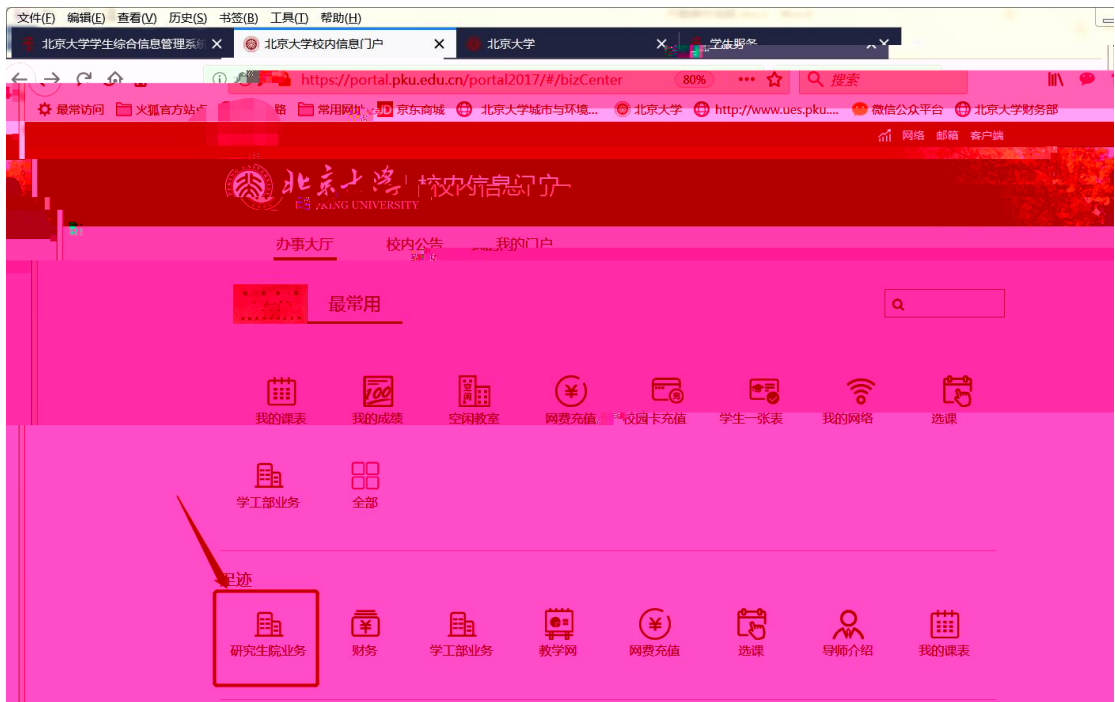 文件(F) 编辑(E) 查看(V) 历史(S) 书签(B) 工具(T) 帮助(H)
北京大学学生综合信息管理系统 北京大学校内信息门户 北京大学
https://portal.pku.edu.cn/portal2017/#/bizCenter 80% 搜索
最常访问 火狐官方站点 常用网址 JD 京东商城 北京大学城市与环境... 北京大学 http://www.ues.pku.... 微信公众平台 北京大学财务部
网络 邮箱 客户端
北京大学 校内信息门户
UNIVERSITY
办事大厅 校内公告 我的门户
最常用
我的课表 我的成绩 空闲教室 网费充值 校园卡充值 学生一张表 我的网络 选课
学工部业务 全部
足迹
研究生院业务 财务 学工部业务 教学网 网费充值 选课 导师介绍 我的课表